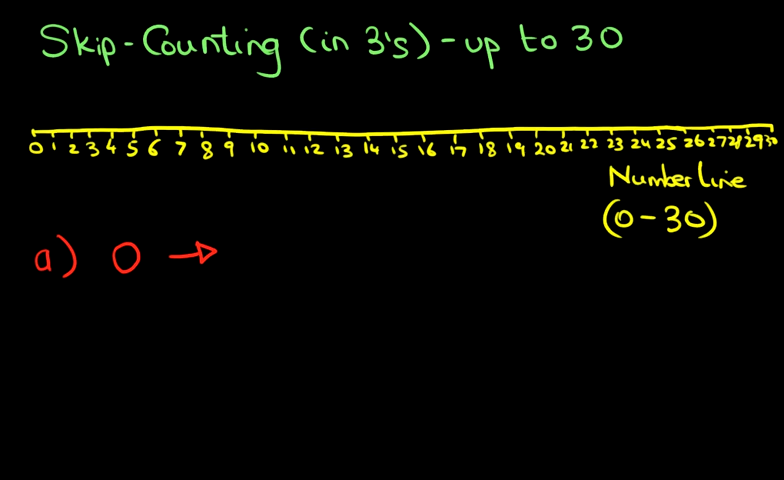 Skip-Counting (in 3's) - up to 30
0 1 2 3 4 5 6 7 8 9 10 11 12 13 14 15 16 17 18 19 20 21 22 23 24 25 26 27 28 29 30
Number Line
(0 - 30)
a) 0 →